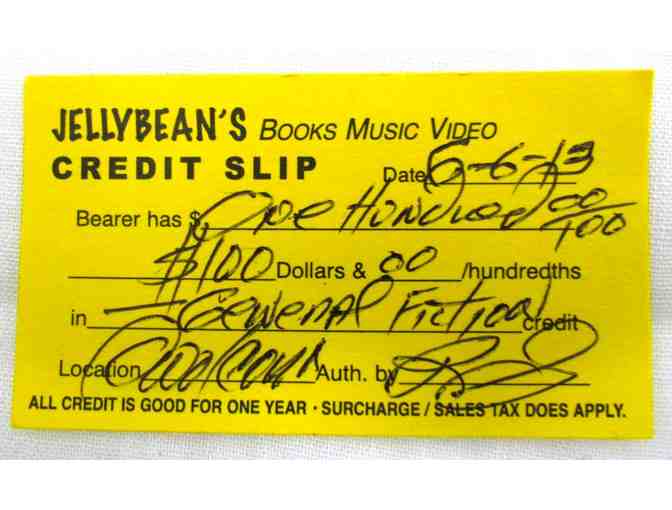 JELLYBEAN'S BOOKS MUSIC VIDEO
CREDIT SLIP Date 6-6-13
Bearer has $ One Hundred 00/100
$100 Dollars & 00 /hundredths
in General Fiction credit
Location Auth. by
ALL CREDIT IS GOOD FOR ONE YEAR · SURCHARGE / SALES TAX DOES APPLY.